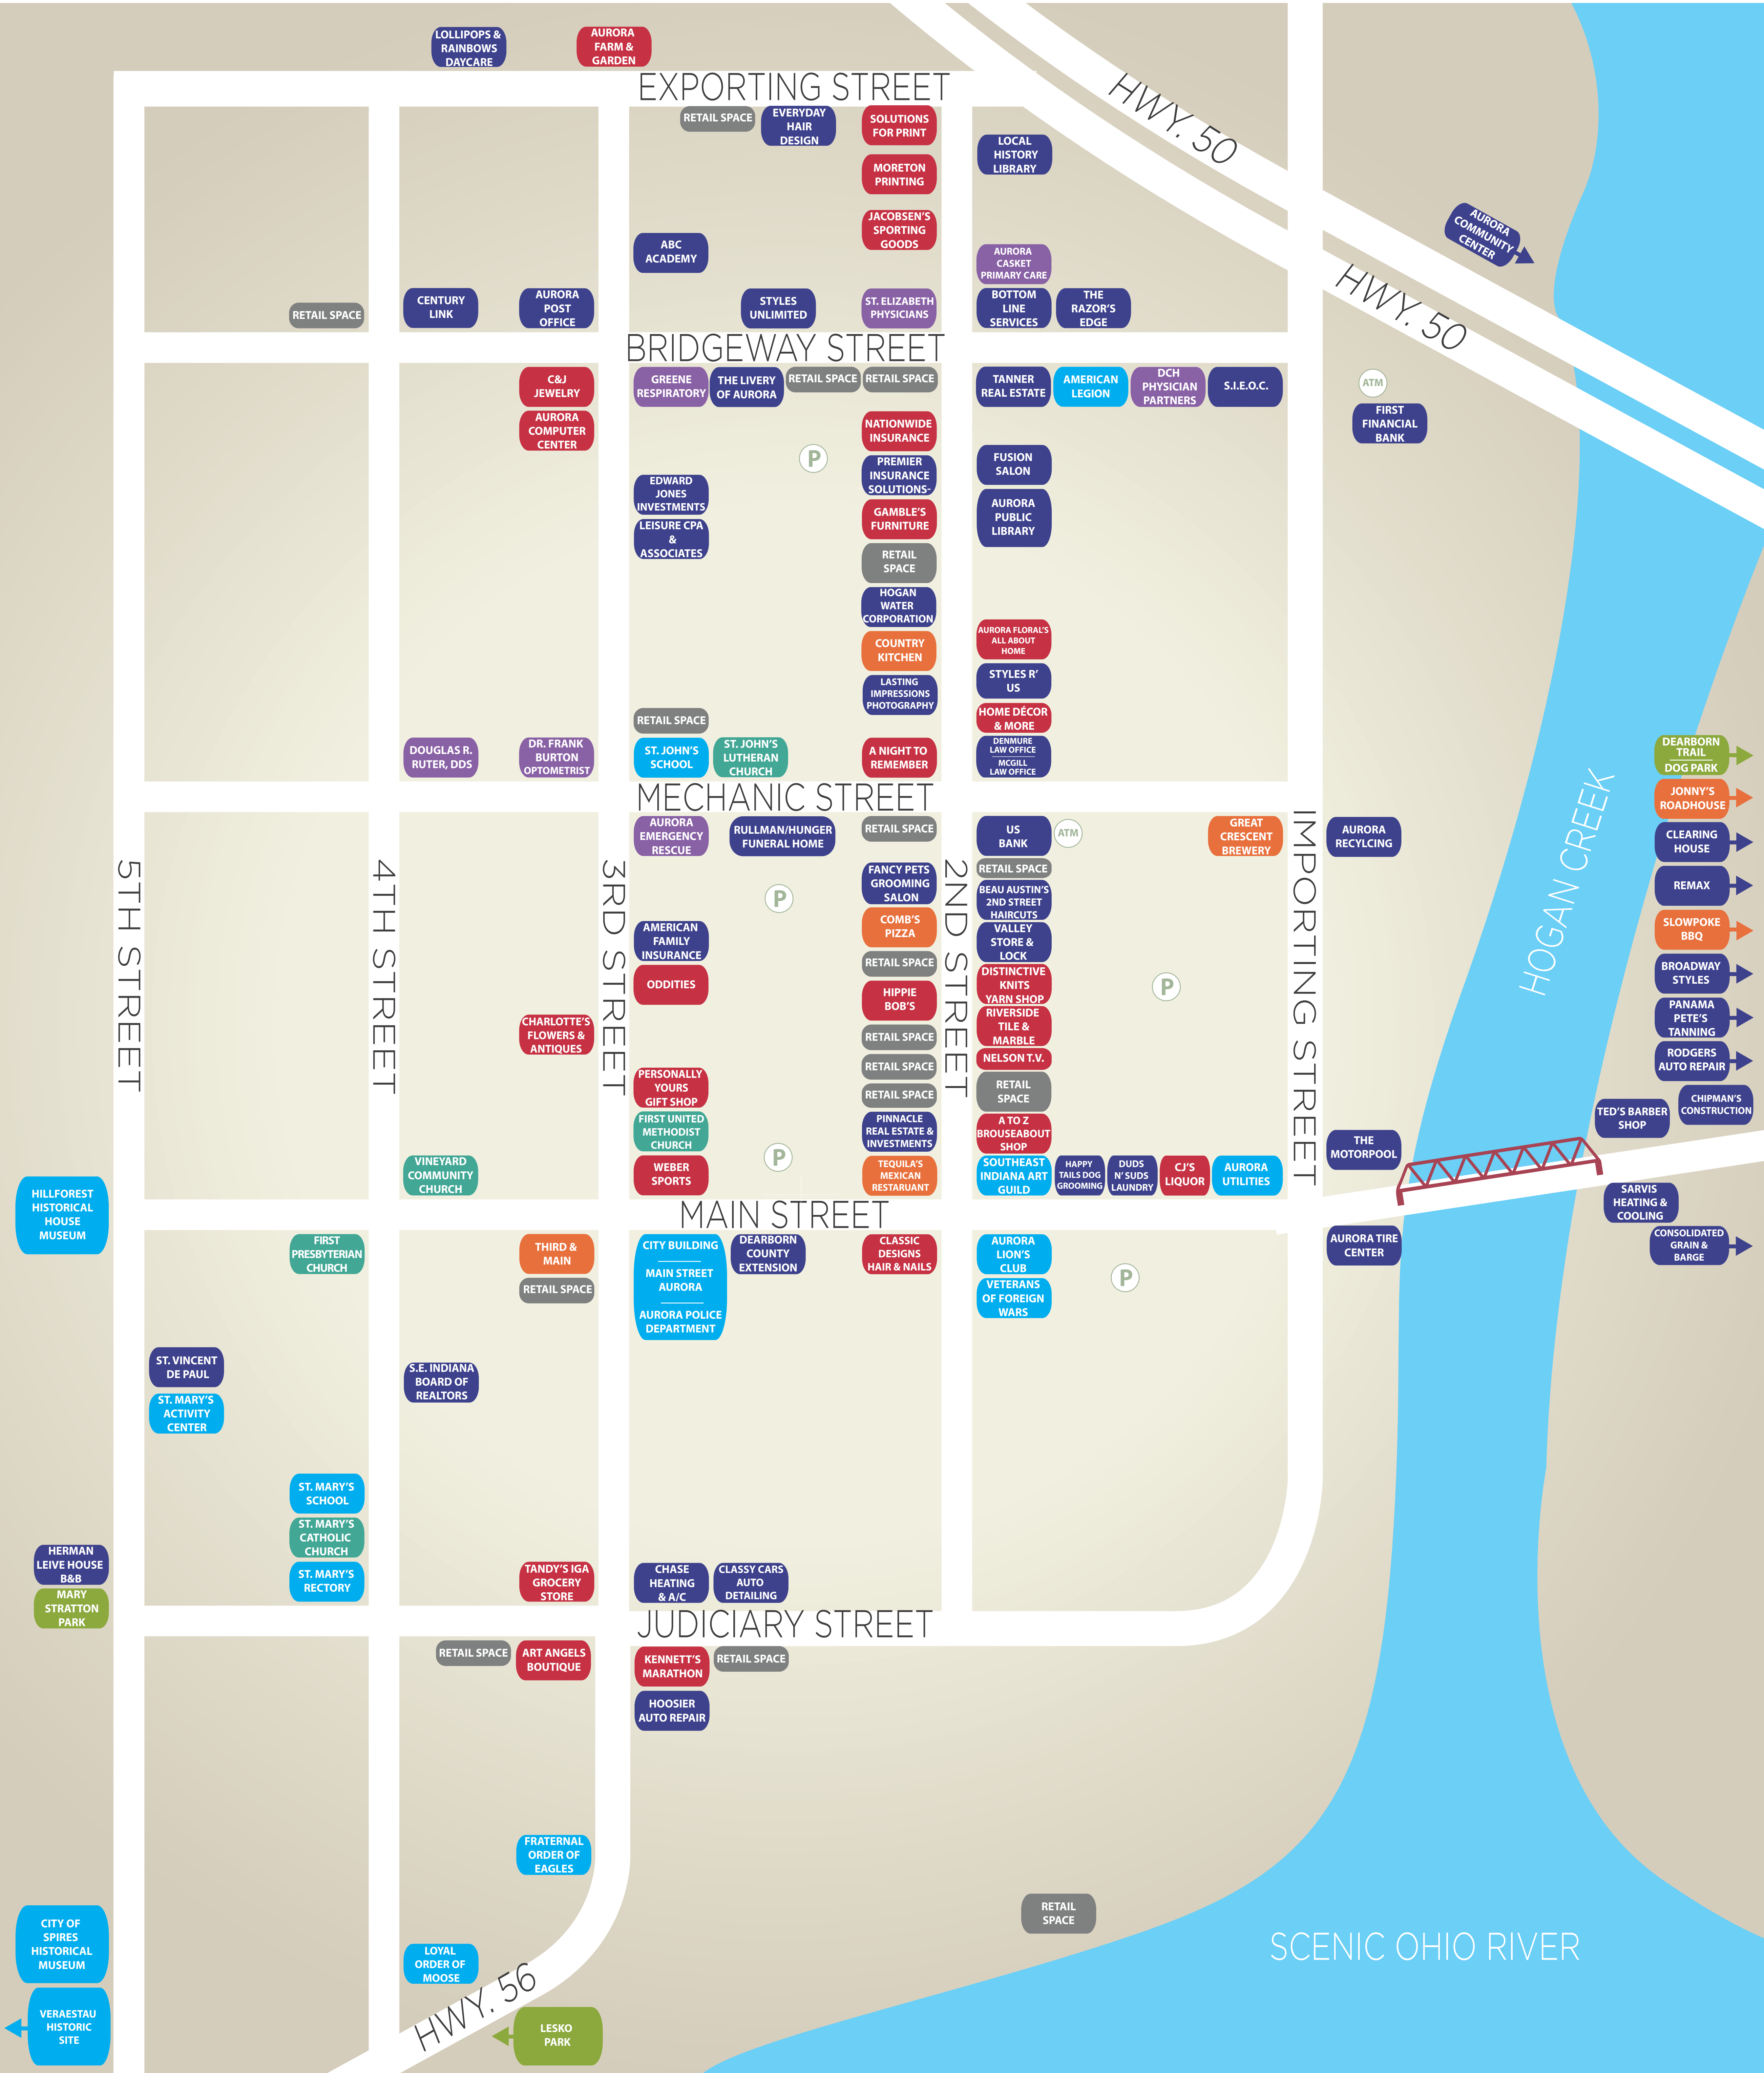 LOLLIPOPS &
RAINBOWS
DAYCARE
AURORA
FARM &
GARDEN
EXPORTING STREET
HWY. 50
RETAIL SPACE
EVERYDAY
HAIR
DESIGN
SOLUTIONS
FOR PRINT
LOCAL
HISTORY
LIBRARY
MORETON
PRINTING
JACOBSEN'S
SPORTING
GOODS
AURORA
COMMUNITY
CENTER
ABC
ACADEMY
AURORA
CASKET
PRIMARY CARE
HWY. 50
RETAIL SPACE
CENTURY
LINK
AURORA
POST
OFFICE
STYLES
UNLIMITED
ST. ELIZABETH
PHYSICIANS
BOTTOM
LINE
SERVICES
THE
RAZOR'S
EDGE
BRIDGEWAY STREET
C&J
JEWELRY
GREENE
RESPIRATORY
THE LIVERY
OF AURORA
RETAIL SPACE
RETAIL SPACE
TANNER
REAL ESTATE
AMERICAN
LEGION
DCH
PHYSICIAN
PARTNERS
S.I.E.O.C.
ATM
FIRST
FINANCIAL
BANK
AURORA
COMPUTER
CENTER
NATIONWIDE
INSURANCE
P
FUSION
SALON
PREMIER
INSURANCE
SOLUTIONS-
EDWARD
JONES
INVESTMENTS
GAMBLE'S
FURNITURE
AURORA
PUBLIC
LIBRARY
LEISURE CPA
&
ASSOCIATES
RETAIL
SPACE
HOGAN
WATER
CORPORATION
COUNTRY
KITCHEN
AURORA FLORAL'S
ALL ABOUT
HOME
LASTING
IMPRESSIONS
PHOTOGRAPHY
STYLES R'
US
RETAIL SPACE
HOME DÉCOR
& MORE
DOUGLAS R.
RUTER, DDS
DR. FRANK
BURTON
OPTOMETRIST
ST. JOHN'S
SCHOOL
ST. JOHN'S
LUTHERAN
CHURCH
A NIGHT TO
REMEMBER
DENMURE
LAW OFFICE
MCGILL
LAW OFFICE
DEARBORN
TRAIL
DOG PARK
JONNY'S
ROADHOUSE
CLEARING
HOUSE
REMAX
SLOWPOKE
BBQ
BROADWAY
STYLES
PANAMA
PETE'S
TANNING
RODGERS
AUTO REPAIR
CHIPMAN'S
CONSTRUCTION
TED'S BARBER
SHOP
HOGAN CREEK
MECHANIC STREET
AURORA
EMERGENCY
RESCUE
RULLMAN/HUNGER
FUNERAL HOME
RETAIL SPACE
US
BANK
ATM
GREAT
CRESCENT
BREWERY
AURORA
RECYLCING
5TH STREET
4TH STREET
3RD STREET
2ND STREET
IMPORTING STREET
P
FANCY PETS
GROOMING
SALON
RETAIL SPACE
BEAU AUSTIN'S
2ND STREET
HAIRCUTS
AMERICAN
FAMILY
INSURANCE
COMB'S
PIZZA
VALLEY
STORE &
LOCK
RETAIL SPACE
ODDITIES
DISTINCTIVE
KNITS
YARN SHOP
P
HIPPIE
BOB'S
CHARLOTTE'S
FLOWERS &
ANTIQUES
RIVERSIDE
TILE &
MARBLE
RETAIL SPACE
RETAIL SPACE
NELSON T.V.
PERSONALLY
YOURS
GIFT SHOP
RETAIL SPACE
RETAIL
SPACE
FIRST UNITED
METHODIST
CHURCH
PINNACLE
REAL ESTATE &
INVESTMENTS
A TO Z
BROUSEABOUT
SHOP
VINEYARD
COMMUNITY
CHURCH
WEBER
SPORTS
P
TEQUILA'S
MEXICAN
RESTARUANT
SOUTHEAST
INDIANA ART
GUILD
HAPPY
TAILS DOG
GROOMING
DUDS
N' SUDS
LAUNDRY
CJ'S
LIQUOR
AURORA
UTILITIES
THE
MOTORPOOL
HILLFOREST
HISTORICAL
HOUSE
MUSEUM
MAIN STREET
SARVIS
HEATING &
COOLING
CONSOLIDATED
GRAIN &
BARGE
FIRST
PRESBYTERIAN
CHURCH
THIRD &
MAIN
RETAIL SPACE
CITY BUILDING
MAIN STREET
AURORA
AURORA POLICE
DEPARTMENT
DEARBORN
COUNTY
EXTENSION
CLASSIC
DESIGNS
HAIR & NAILS
AURORA
LION'S
CLUB
VETERANS
OF FOREIGN
WARS
P
AURORA TIRE
CENTER
ST. VINCENT
DE PAUL
ST. MARY'S
ACTIVITY
CENTER
S.E. INDIANA
BOARD OF
REALTORS
ST. MARY'S
SCHOOL
ST. MARY'S
CATHOLIC
CHURCH
ST. MARY'S
RECTORY
HERMAN
LEIVE HOUSE
B&B
MARY
STRATTON
PARK
TANDY'S IGA
GROCERY
STORE
CHASE
HEATING
& A/C
CLASSY CARS
AUTO
DETAILING
JUDICIARY STREET
RETAIL SPACE
ART ANGELS
BOUTIQUE
KENNETT'S
MARATHON
RETAIL SPACE
HOOSIER
AUTO REPAIR
FRATERNAL
ORDER OF
EAGLES
RETAIL
SPACE
CITY OF
SPIRES
HISTORICAL
MUSEUM
LOYAL
ORDER OF
MOOSE
SCENIC OHIO RIVER
HWY. 56
VERAESTAU
HISTORIC
SITE
LESKO
PARK